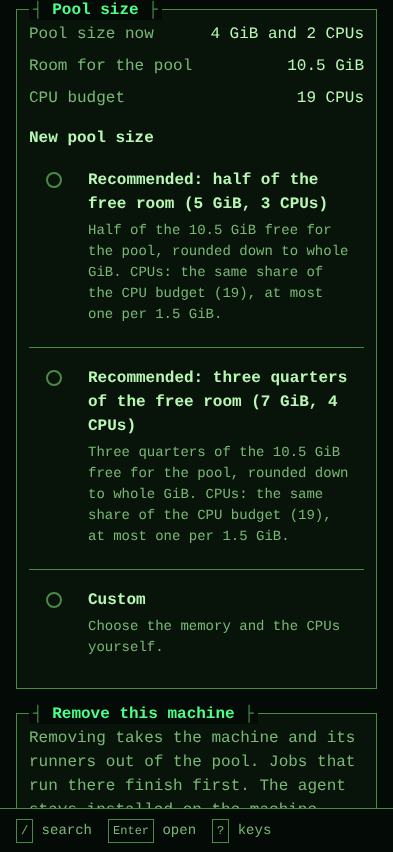 Pool size
Pool size now 4 GiB and 2 CPUs
Room for the pool 10.5 GiB
CPU budget 19 CPUs
New pool size
Recommended: half of the
free room (5 GiB, 3 CPUs)
Half of the 10.5 GiB free for
the pool, rounded down to whole
GiB. CPUs: the same share of
the CPU budget (19), at most
one per 1.5 GiB.
Recommended: three quarters
of the free room (7 GiB, 4
CPUs)
Three quarters of the 10.5 GiB
free for the pool, rounded down
to whole GiB. CPUs: the same
share of the CPU budget (19),
at most one per 1.5 GiB.
Custom
Choose the memory and the CPUs
yourself.
Remove this machine
Removing takes the machine and its
runners out of the pool. Jobs that
run there finish first. The agent
stays installed on the machine
/ search Enter open ? keys